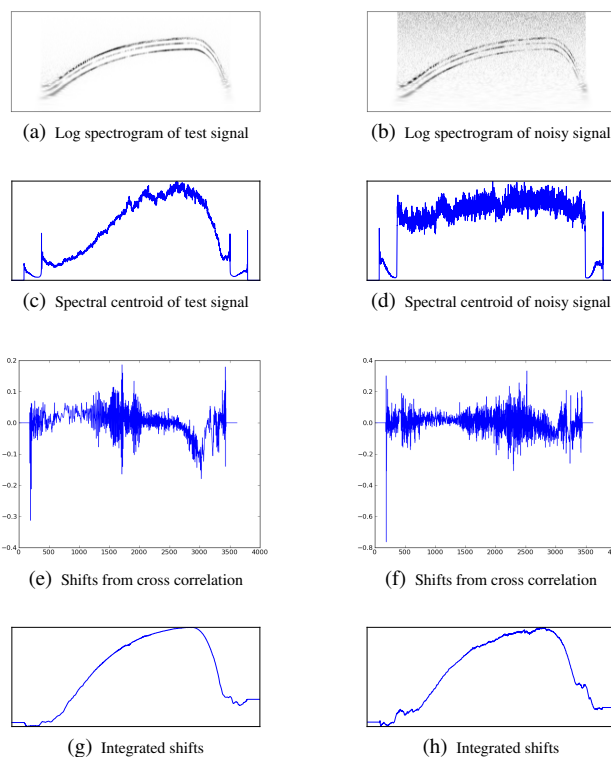 (a) Log spectrogram of test signal
(b) Log spectrogram of noisy signal
(c) Spectral centroid of test signal
(d) Spectral centroid of noisy signal
0.2
0.1
0.0
−0.1
−0.2
−0.3
−0.4
0 500 1000 1500 2000 2500 3000 3500 4000
(e) Shifts from cross correlation
0.4
0.2
0.0
−0.2
−0.4
−0.6
−0.8
0 500 1000 1500 2000 2500 3000 3500
(f) Shifts from cross correlation
(g) Integrated shifts
(h) Integrated shifts